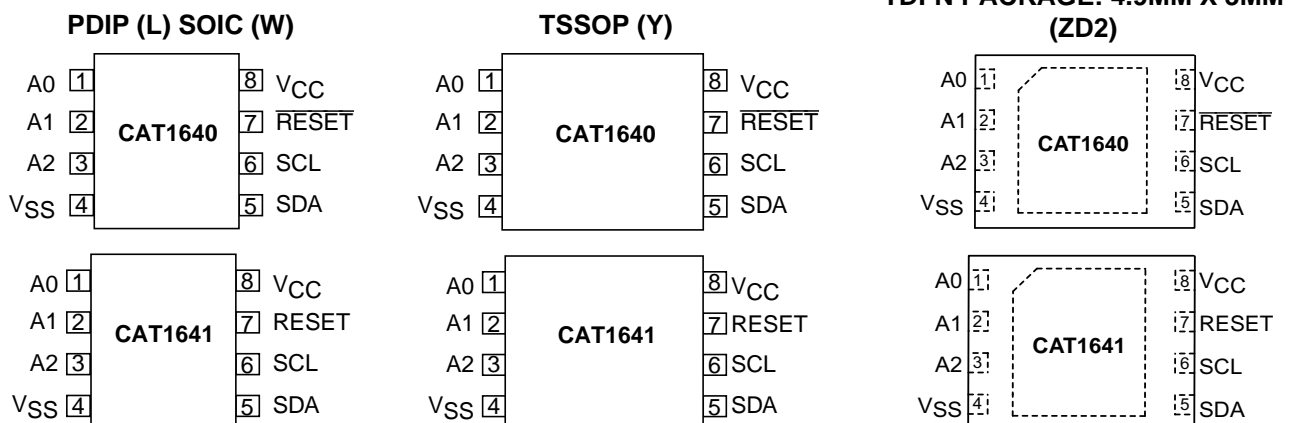 PDIP (L) SOIC (W)
A0 1 8 VCC
A1 2 CAT1640 7 RESET
A2 3 6 SCL
VSS 4 5 SDA
A0 1 8 VCC
A1 2 CAT1641 7 RESET
A2 3 6 SCL
VSS 4 5 SDA
TSSOP (Y)
A0 1 8 VCC
A1 2 CAT1640 7 RESET
A2 3 6 SCL
VSS 4 5 SDA
A0 1 8 VCC
A1 2 CAT1641 7 RESET
A2 3 6 SCL
VSS 4 5 SDA
(ZD2)
A0 1 8 VCC
A1 2 CAT1640 7 RESET
A2 3 6 SCL
VSS 4 5 SDA
A0 1 8 VCC
A1 2 CAT1641 7 RESET
A2 3 6 SCL
VSS 4 5 SDA